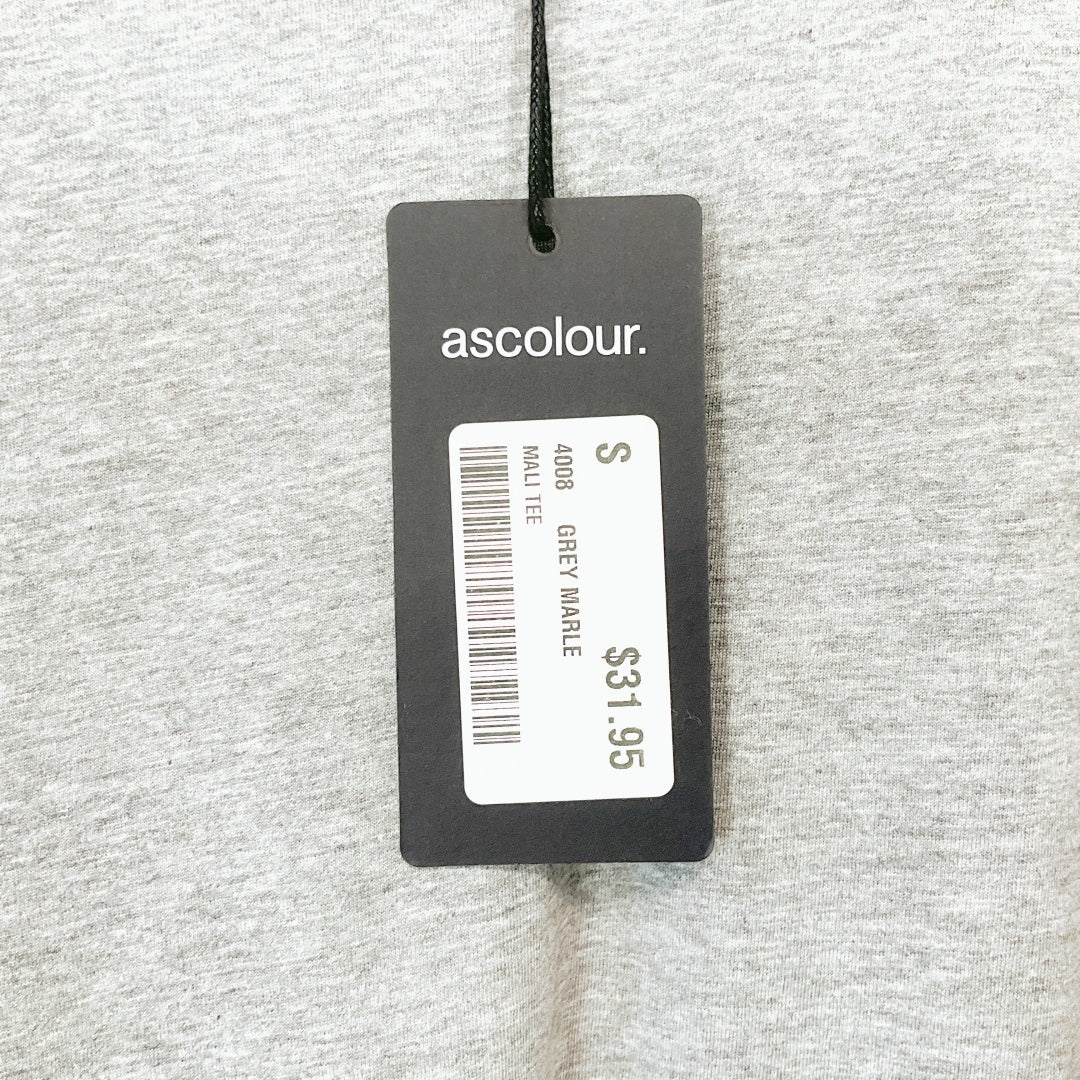 ascolour.
S
$31.95
4008 GREY MARLE
MALI TEE